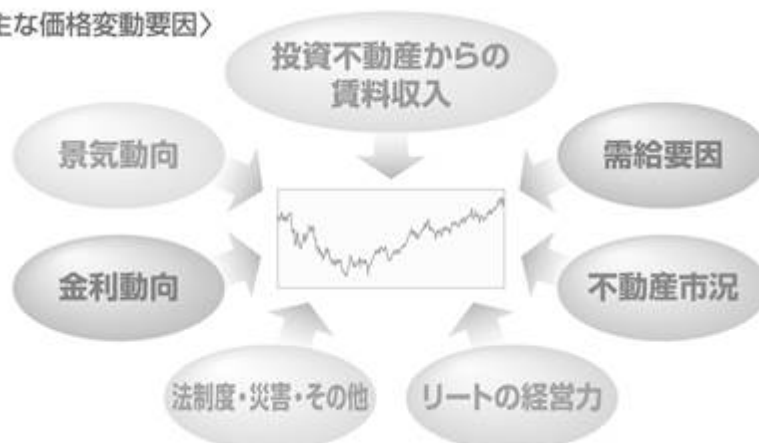 主な価格変動要因〉
投資不動産からの
賃料収入
景気動向
需給要因
金利動向
不動産市況
法制度・災害・その他
リートの経営力